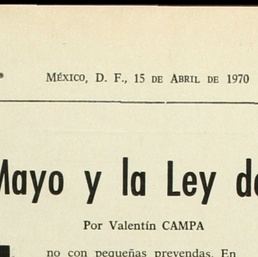 MÉXICO, D. F., 15 DE ABRIL DE 1970
Mayo y la Ley de
Por Valentín CAMPA
no con pequeñas prevendas. En